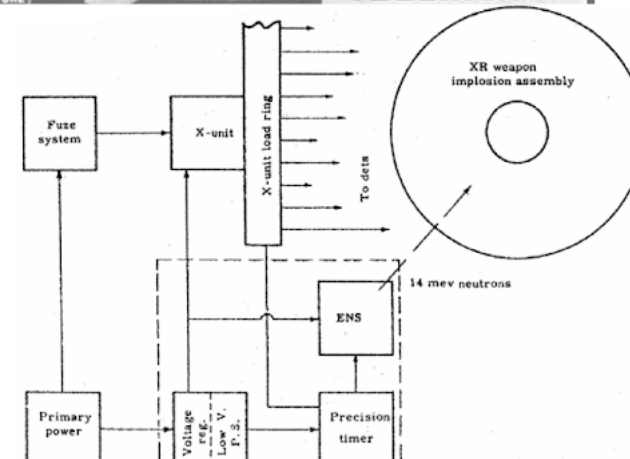 XR weapon
implosion assembly
Fuze
system
X-unit
X-unit load ring
To dets
14 mev neutrons
ENS
Primary
power
Voltage
reg.
Low V.
P.S.
Precision
timer